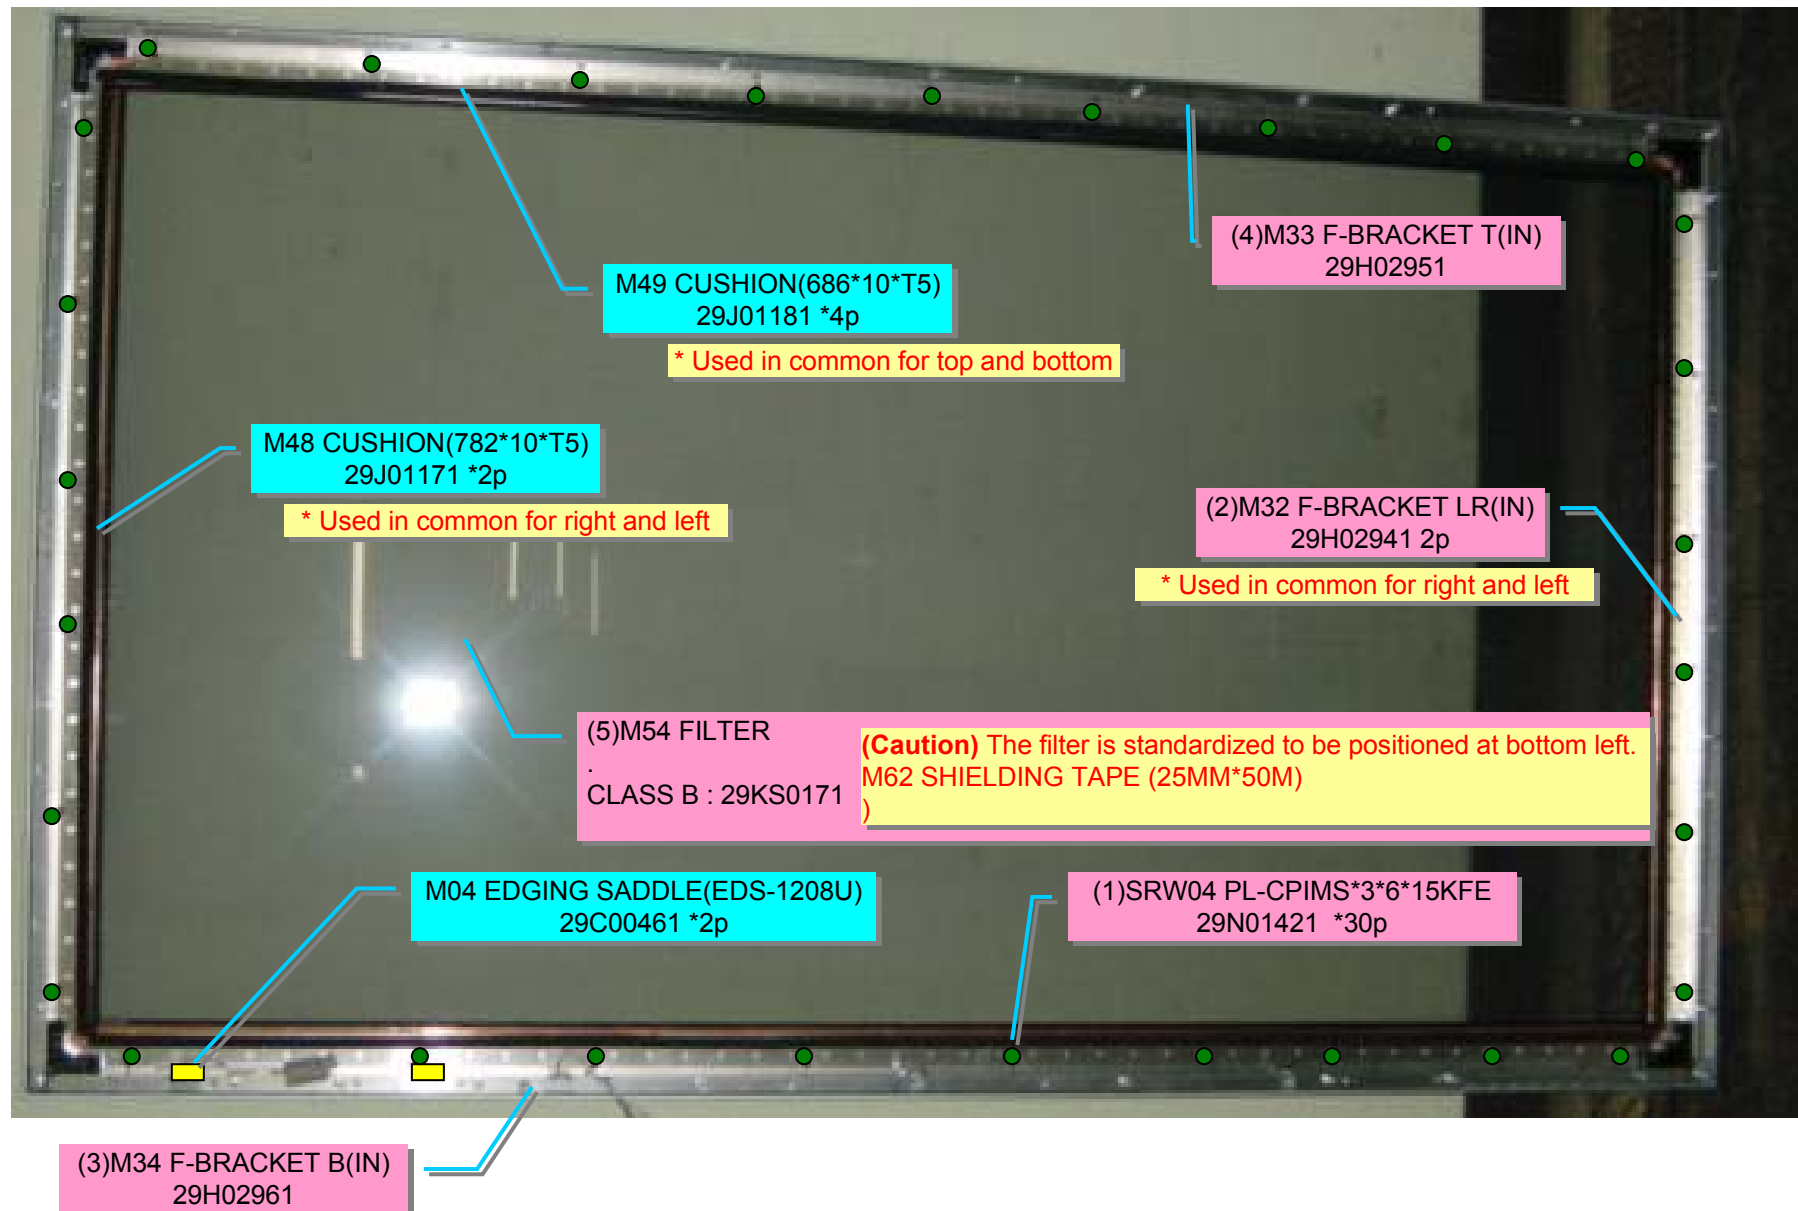 (4)M33 F-BRACKET T(IN)
29H02951
M49 CUSHION(686*10*T5)
29J01181 *4p
* Used in common for top and bottom
M48 CUSHION(782*10*T5)
29J01171 *2p
* Used in common for right and left
(2)M32 F-BRACKET LR(IN)
29H02941 2p
* Used in common for right and left
(5)M54 FILTER
.
CLASS B : 29KS0171
(Caution) The filter is standardized to be positioned at bottom left.
M62 SHIELDING TAPE (25MM*50M)
)
M04 EDGING SADDLE(EDS-1208U)
29C00461 *2p
(1)SRW04 PL-CPIMS*3*6*15KFE
29N01421  *30p
(3)M34 F-BRACKET B(IN)
29H02961